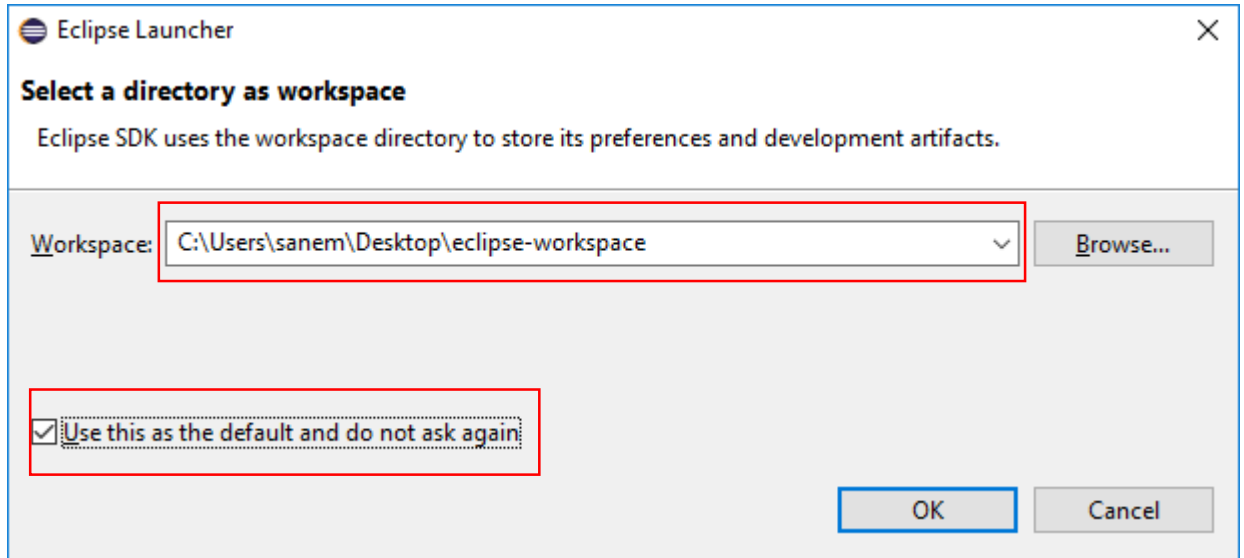 Eclipse Launcher
Select a directory as workspace
Eclipse SDK uses the workspace directory to store its preferences and development artifacts.
Workspace: C:\Users\sanem\Desktop\eclipse-workspace Browse...
Use this as the default and do not ask again
OK Cancel